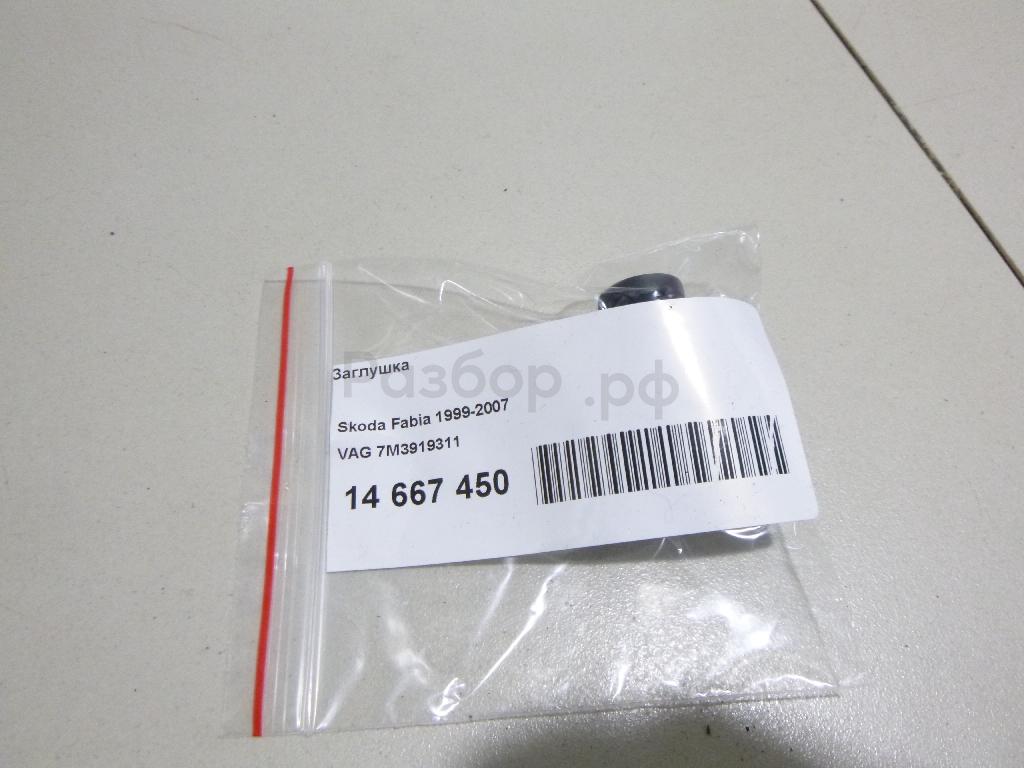 Заглушка
Разбор.рф
Skoda Fabia 1999-2007
VAG 7M3919311
14 667 450